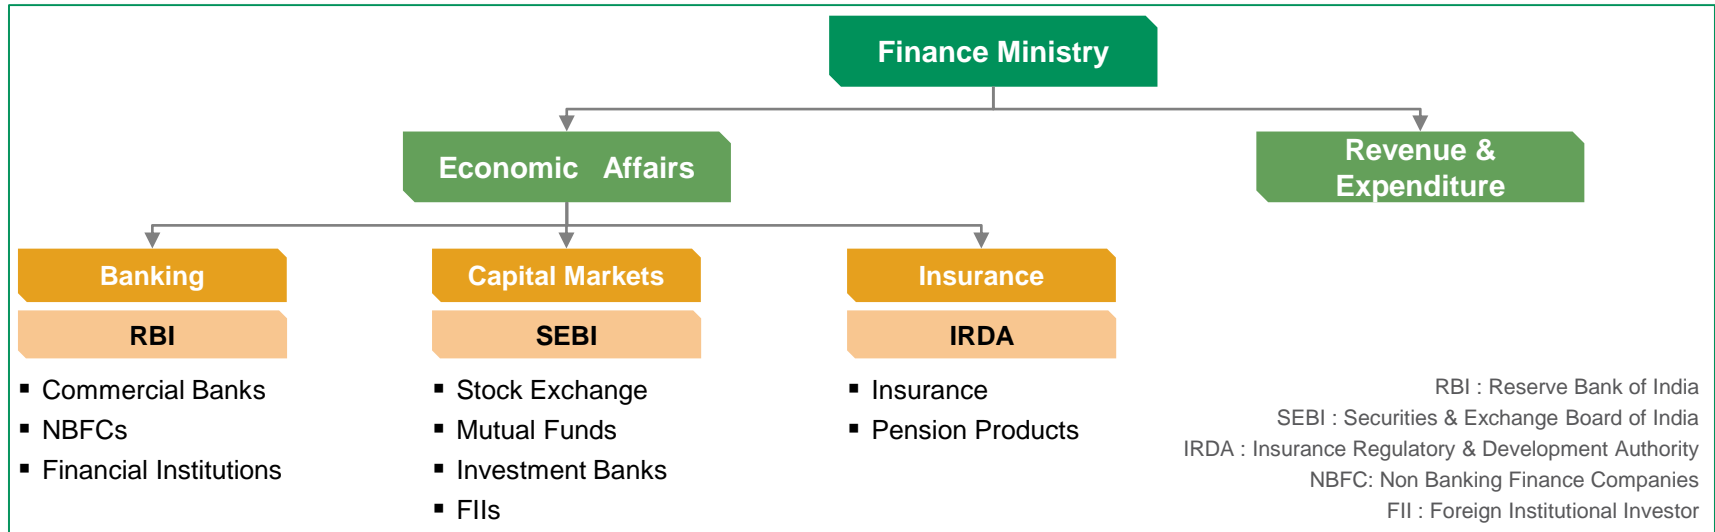 Finance Ministry
Economic Affairs
Revenue &
Expenditure
Banking
Capital Markets
Insurance
RBI
SEBI
IRDA
▪ Commercial Banks
▪ NBFCs
▪ Financial Institutions
▪ Stock Exchange
▪ Mutual Funds
▪ Investment Banks
▪ FIIs
▪ Insurance
▪ Pension Products
RBI : Reserve Bank of India
SEBI : Securities & Exchange Board of India
IRDA : Insurance Regulatory & Development Authority
NBFC: Non Banking Finance Companies
FII : Foreign Institutional Investor